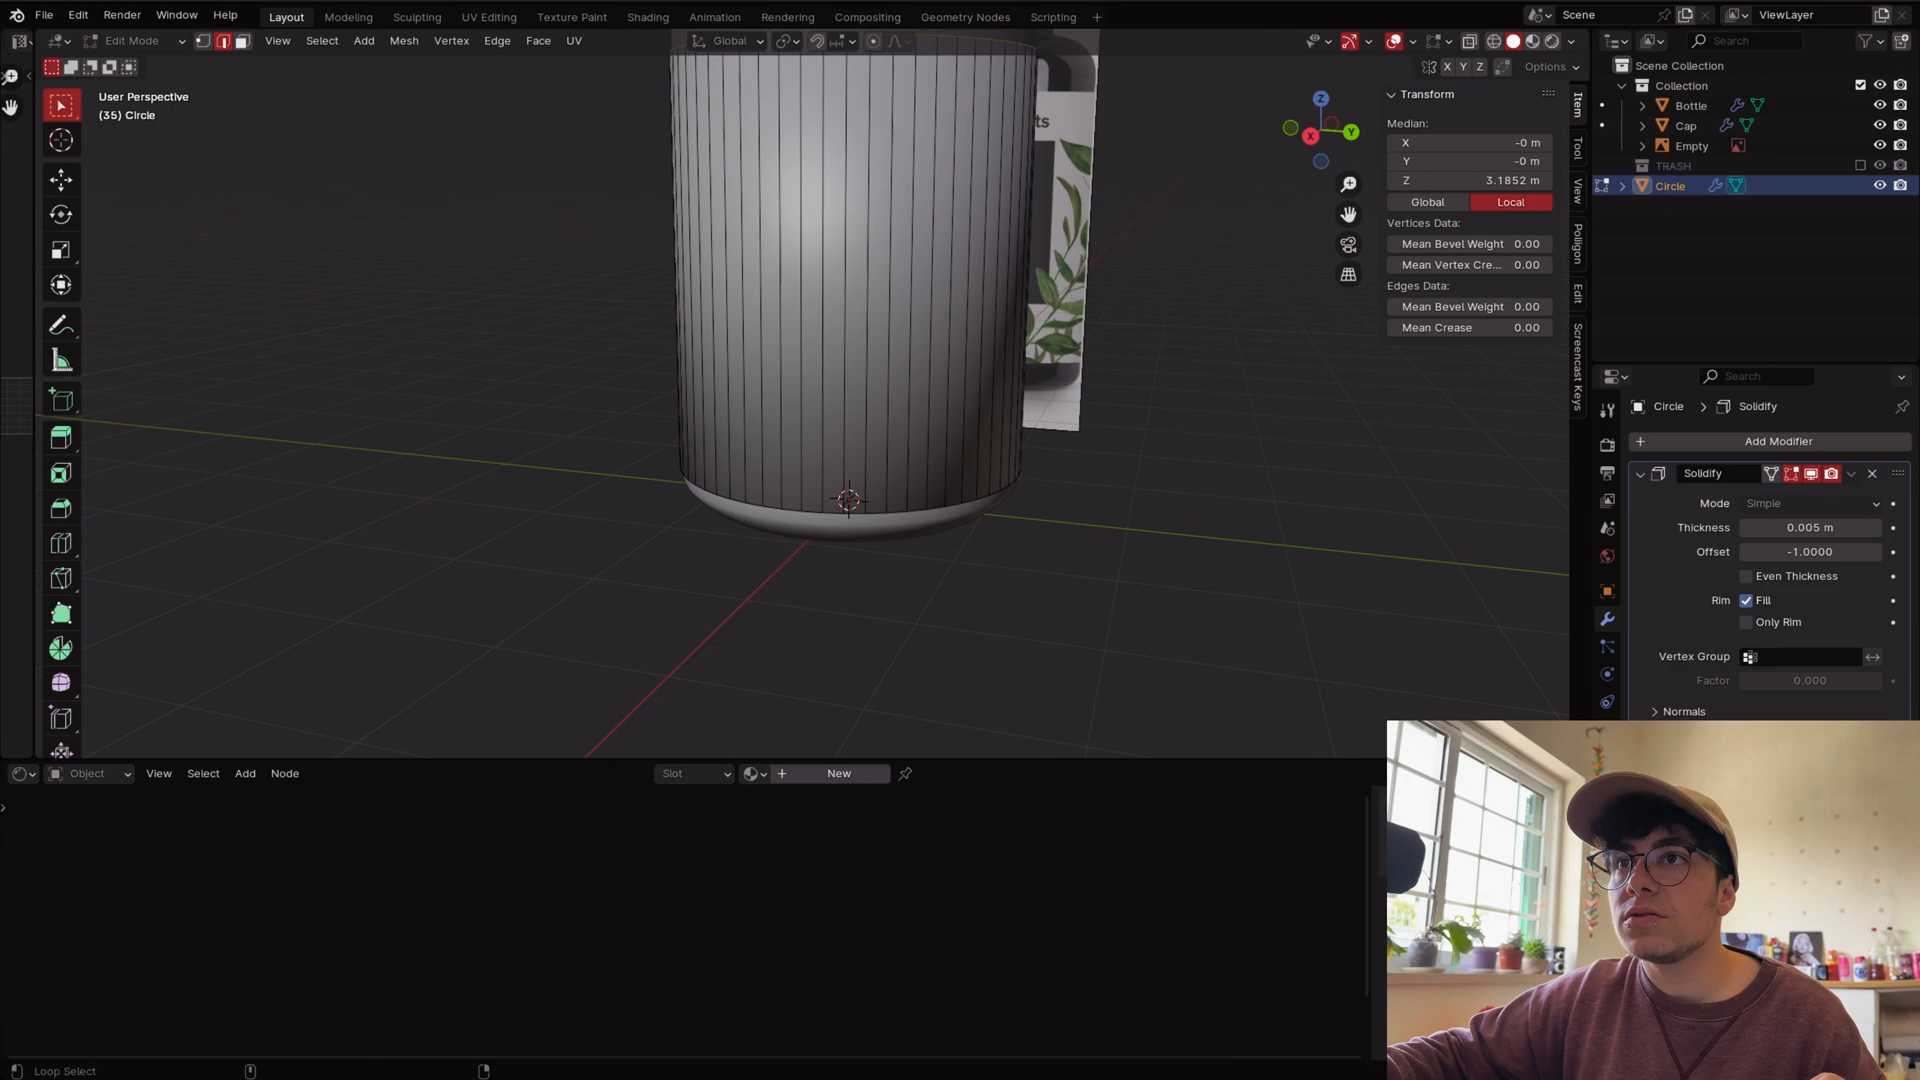 File Edit Render Window Help Layout Modeling Sculpting UV Editing Texture Paint Shading Animation Rendering Compositing Geometry Nodes Scripting + Scene ViewLayer
Edit Mode View Select Add Mesh Vertex Edge Face UV Global Search
X Y Z Options
User Perspective
(35) Circle
ts
Z
Y
X
Transform
Median:
X -0 m
Y -0 m
Z 3.1852 m
Global Local
Vertices Data:
Mean Bevel Weight 0.00
Mean Vertex Cre... 0.00
Edges Data:
Mean Bevel Weight 0.00
Mean Crease 0.00
Item
Tool
View
Poliigon
Edit
Screencast Keys
Scene Collection
Collection
Bottle
Cap
Empty
TRASH
Circle
Search
Circle Solidify
+ Add Modifier
Solidify
Mode Simple
Thickness 0.005 m
Offset -1.0000
Even Thickness
Rim Fill
Only Rim
Vertex Group
Factor 0.000
Normals
Object View Select Add Node Slot + New
Loop Select